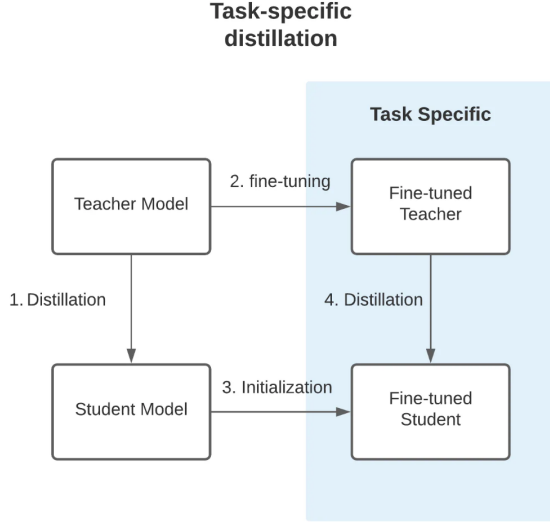 Task-specific
distillation
Task Specific
2. fine-tuning
Teacher Model
Fine-tuned
Teacher
1. Distillation
4. Distillation
3. Initialization
Student Model
Fine-tuned
Student